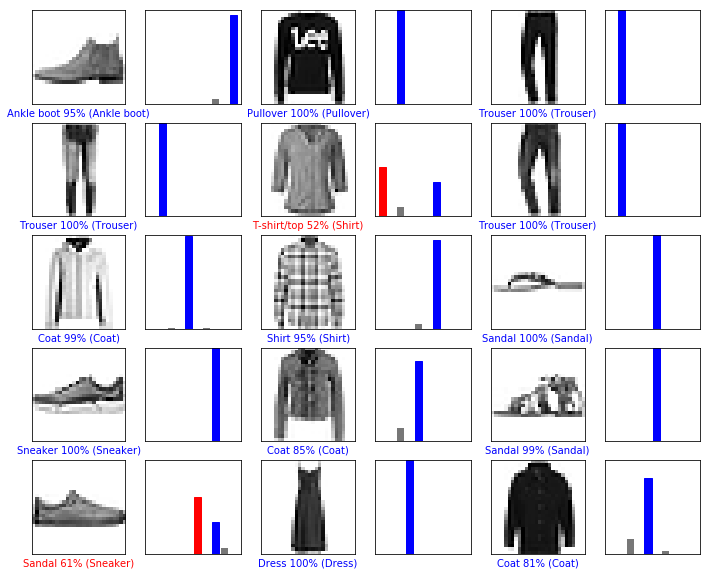 Lee
Ankle boot 95% (Ankle boot)
Pullover 100% (Pullover)
Trouser 100% (Trouser)
Trouser 100% (Trouser)
T-shirt/top 52% (Shirt)
Trouser 100% (Trouser)
Coat 99% (Coat)
Shirt 95% (Shirt)
Sandal 100% (Sandal)
Sneaker 100% (Sneaker)
Coat 85% (Coat)
Sandal 99% (Sandal)
Sandal 61% (Sneaker)
Dress 100% (Dress)
Coat 81% (Coat)